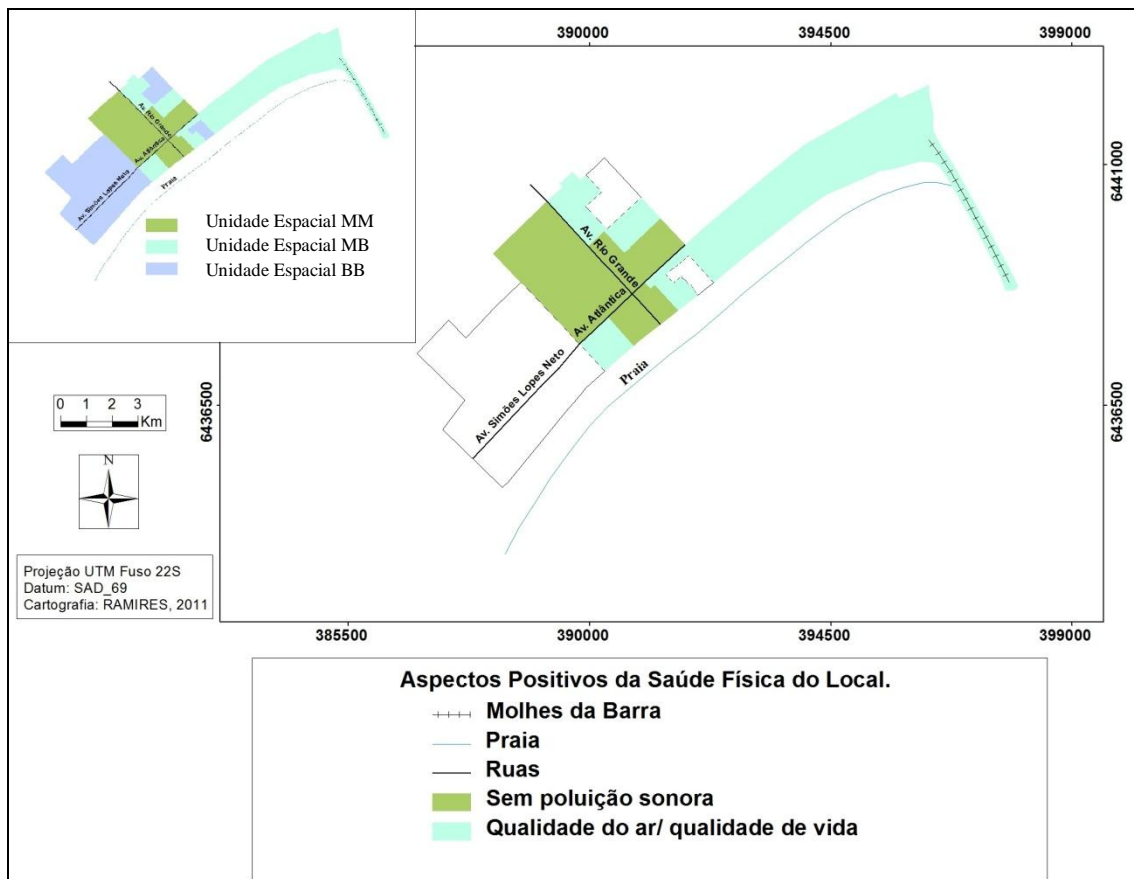 Av. Rio Grande
Av. Atlântica
Av. Simões Lopes Neto
Praia
Unidade Espacial MM
Unidade Espacial MB
Unidade Espacial BB
390000
394500
399000
6441000
6436500
Av. Rio Grande
Av. Atlântica
Av. Simões Lopes Neto
Praia
6436500
0 1 2 3
Km
N
Projeção UTM Fuso 22S
Datum: SAD_69
Cartografia: RAMIRES, 2011
385500
390000
394500
399000
Aspectos Positivos da Saúde Física do Local.
Molhes da Barra
Praia
Ruas
Sem poluição sonora
Qualidade do ar/ qualidade de vida